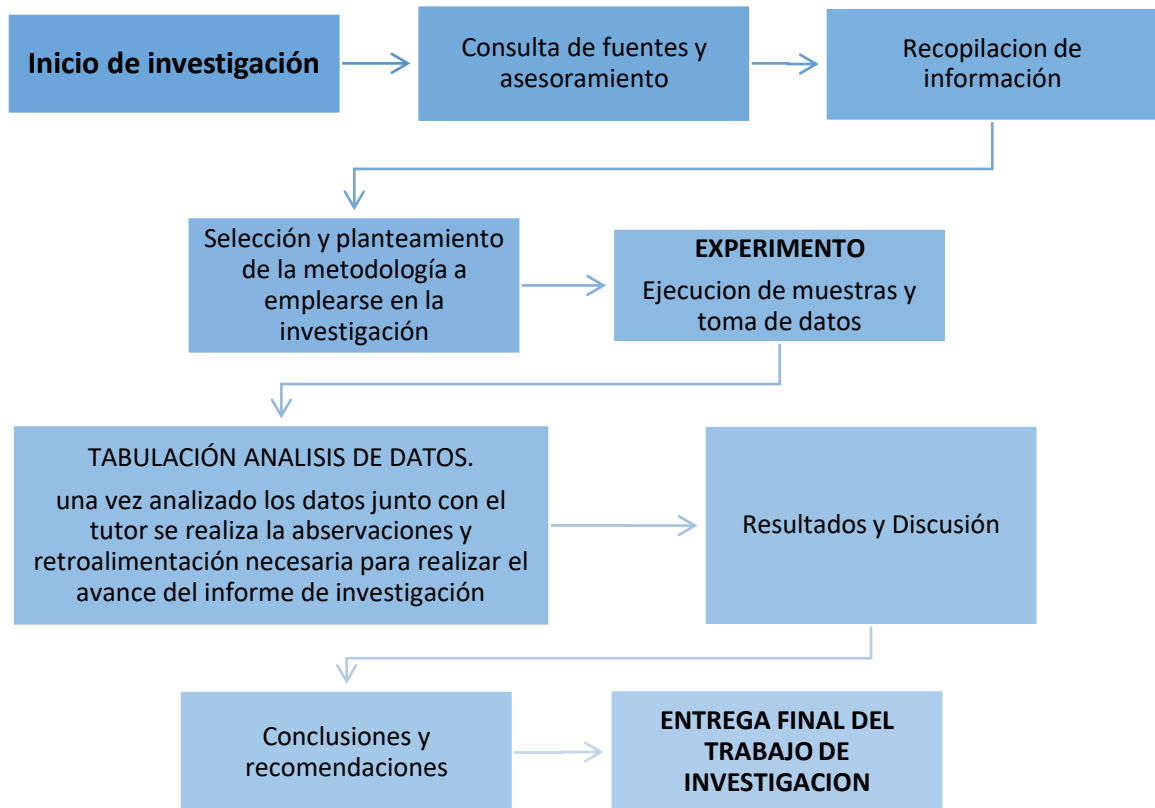 Inicio de investigación
Consulta de fuentes y
asesoramiento
Recopilacion de
información
Selección y planteamiento
de la metodología a
emplearse en la
investigación
EXPERIMENTO
Ejecucion de muestras y
toma de datos
TABULACIÓN ANALISIS DE DATOS.
una vez analizado los datos junto con el
tutor se realiza la abservaciones y
retroalimentación necesaria para realizar el
avance del informe de investigación
Resultados y Discusión
Conclusiones y
recomendaciones
ENTREGA FINAL DEL
TRABAJO DE
INVESTIGACION